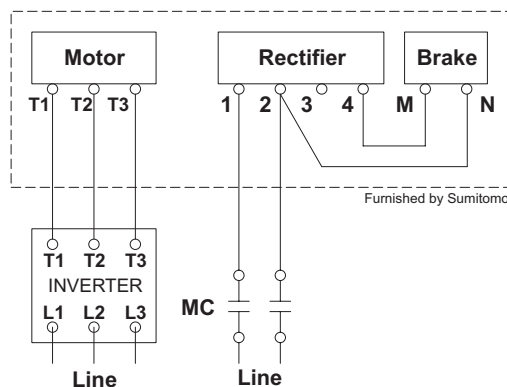 Motor
Rectifier
Brake
T1 T2 T3
1 2 3 4
M N
Furnished by Sumitomo
T1 T2 T3
INVERTER
L1 L2 L3
MC
Line
Line